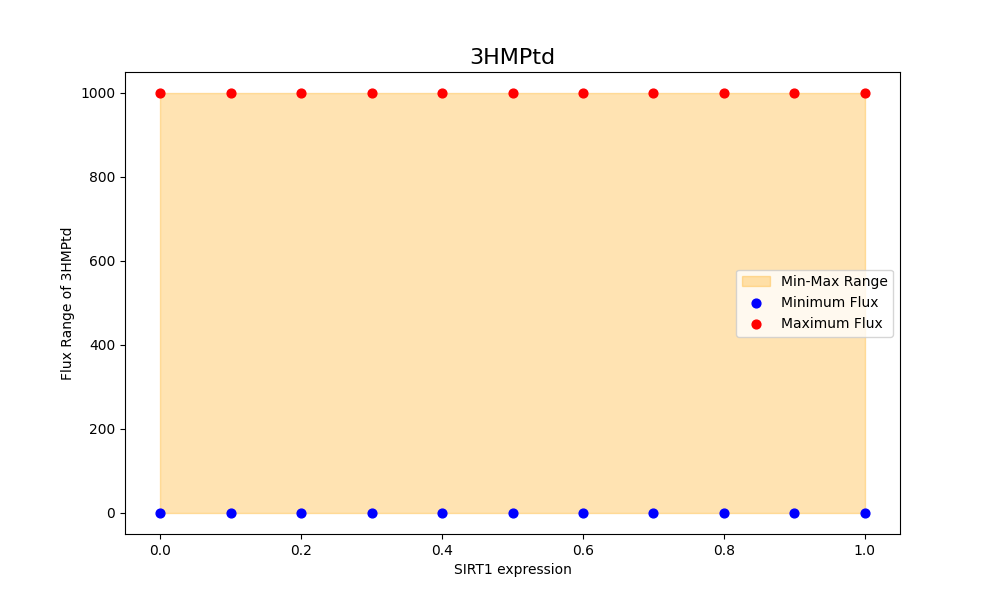 3HMPtd
Flux Range of 3HMPtd
1000
800
600
400
200
0
Min-Max Range
Minimum Flux
Maximum Flux
0.0 0.2 0.4 0.6 0.8 1.0
SIRT1 expression